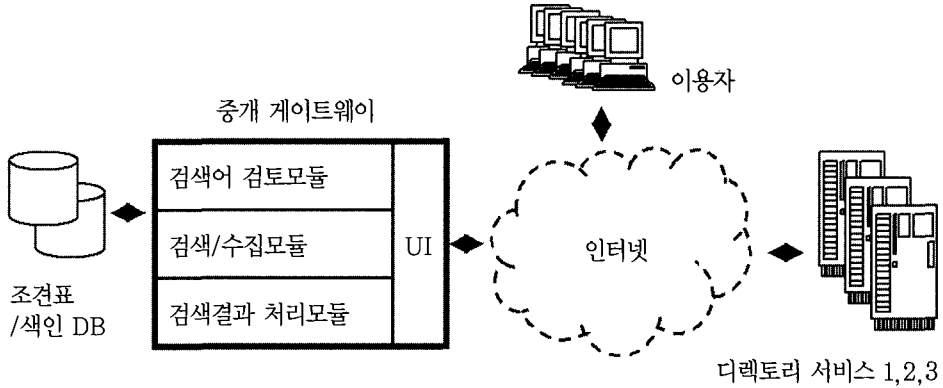 이용자
중개 게이트웨이
검색어 검토모듈
검색/수집모듈
검색결과 처리모듈
UI
인터넷
조견표
/색인 DB
디렉토리 서비스 1,2,3